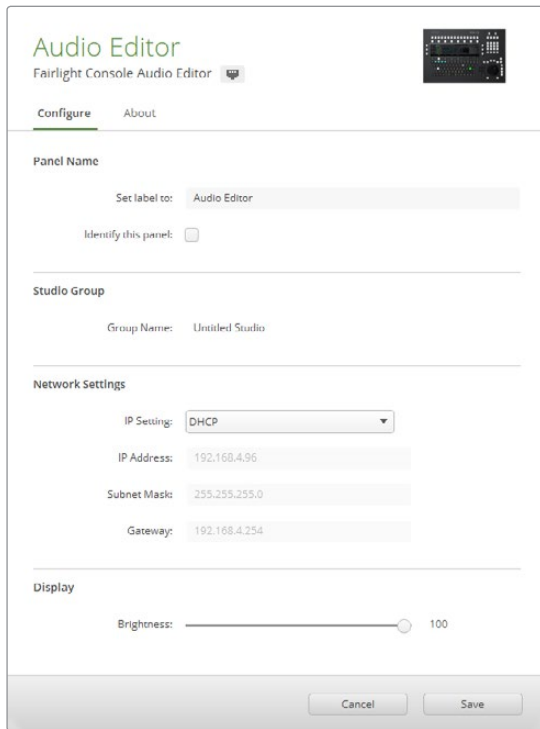 Audio Editor
Fairlight Console Audio Editor
Configure About
Panel Name
Set label to: Audio Editor
Identify this panel:
Studio Group
Group Name: Untitled Studio
Network Settings
IP Setting: DHCP
IP Address: 192.168.4.96
Subnet Mask: 255.255.255.0
Gateway: 192.168.4.254
Display
Brightness: 100
Cancel Save